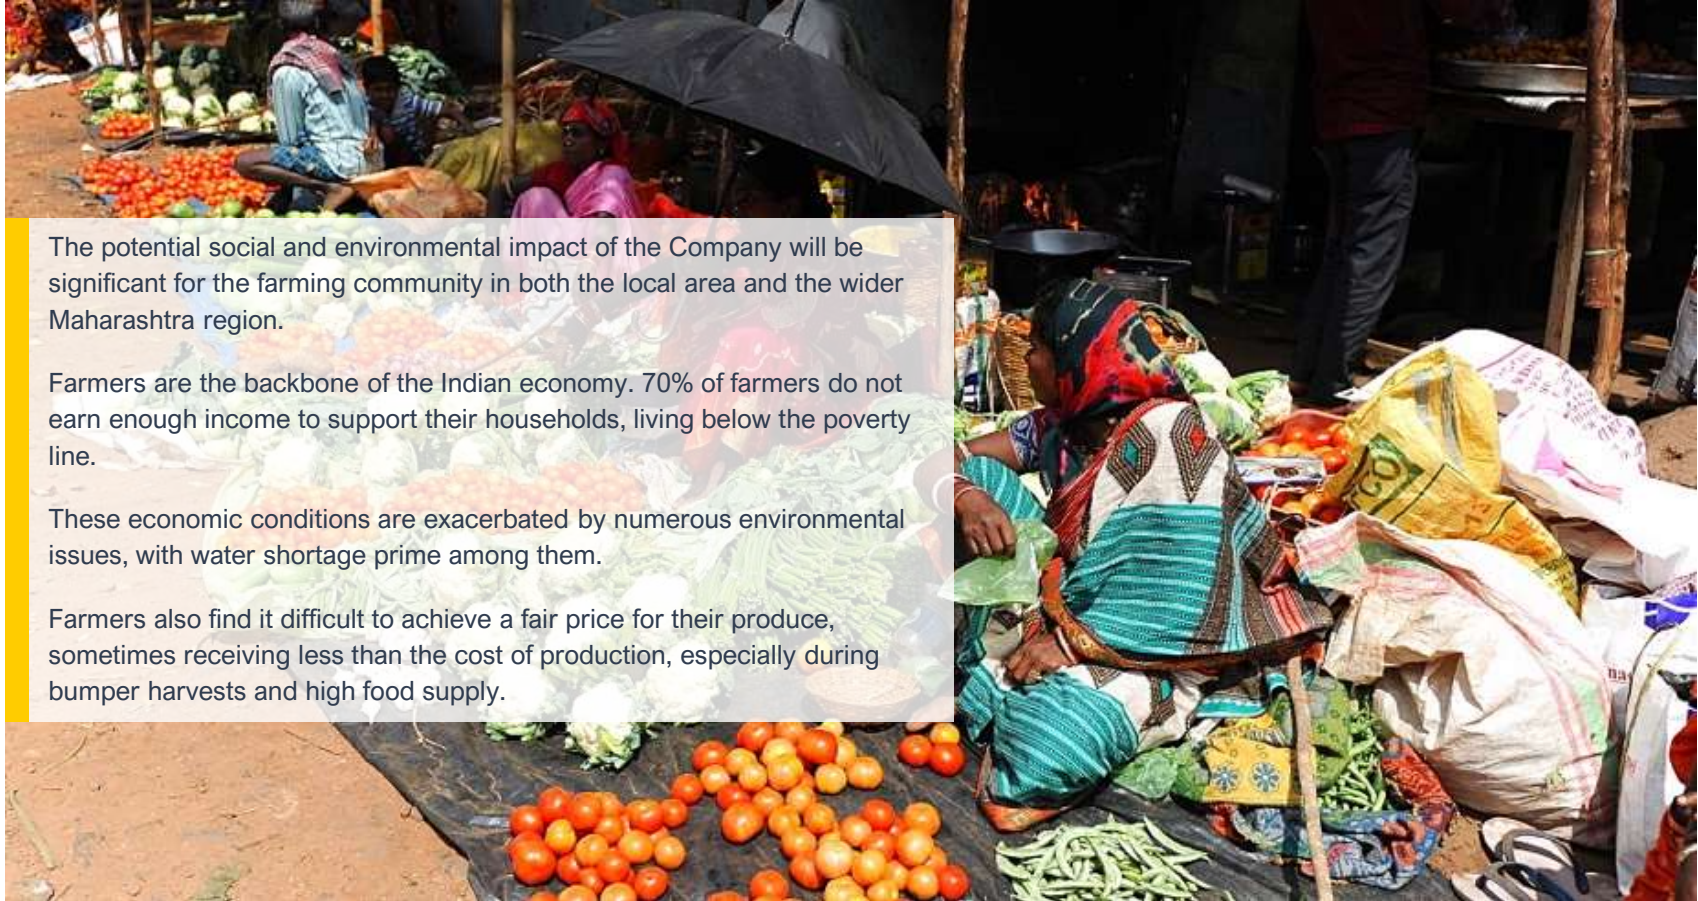 The potential social and environmental impact of the Company will be
significant for the farming community in both the local area and the wider
Maharashtra region.
Farmers are the backbone of the Indian economy. 70% of farmers do not
earn enough income to support their households, living below the poverty
line.
These economic conditions are exacerbated by numerous environmental
issues, with water shortage prime among them.
Farmers also find it difficult to achieve a fair price for their produce,
sometimes receiving less than the cost of production, especially during
bumper harvests and high food supply.